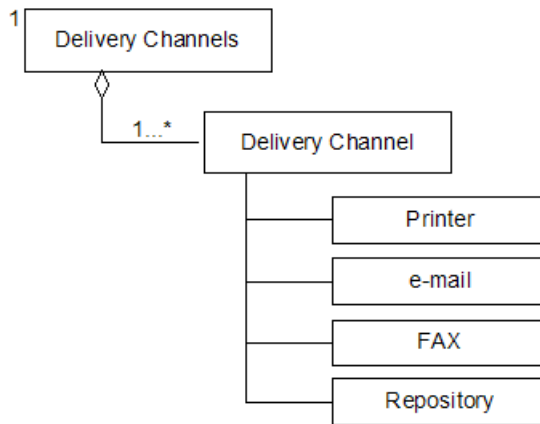 1
Delivery Channels
1...*
Delivery Channel
Printer
e-mail
FAX
Repository